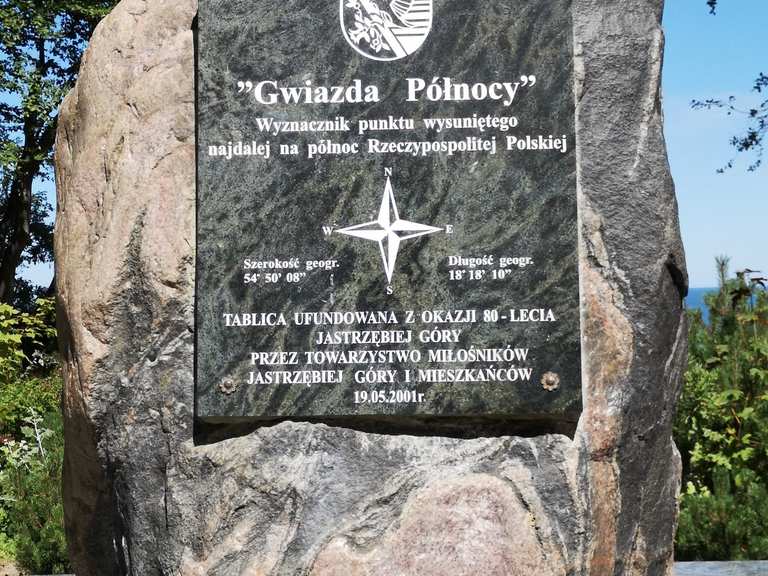 ”Gwiazda Północy”
Wyznacznik punktu wysuniętego
najdalej na północ Rzeczypospolitej Polskiej
N
W E
S
Szerokość geogr.
54° 50' 08”
Długość geogr.
18° 18' 10”
TABLICA UFUNDOWANA Z OKAZJI 80-LECIA
JASTRZĘBIEJ GÓRY
PRZEZ TOWARZYSTWO MIŁOŚNIKÓW
JASTRZĘBIEJ GÓRY I MIESZKAŃCÓW
19.05.2001r.